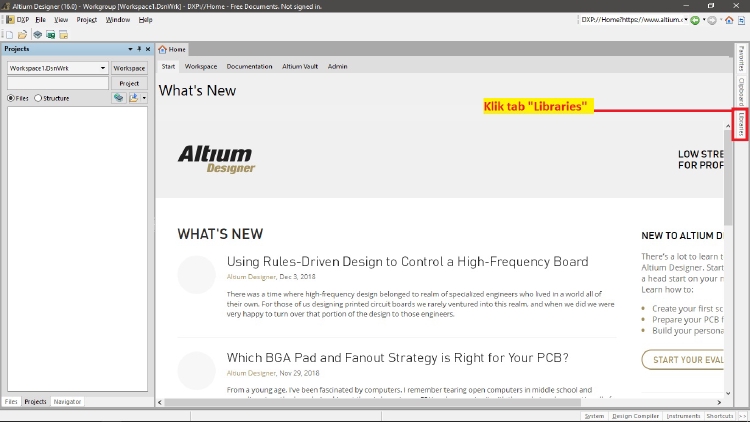 Altium Designer (16.0) - Workgroup [Workspace1.DsnWrk] - DXP://Home - Free Documents. Not signed in.
DXP File View Project Window Help
DXP://Home?https://www.altium.c
Projects
Home
Favorites
Clipboard
Libraries
Workspace1.DsnWrk Workspace
Project
Files Structure
Start Workspace Documentation Altium Vault Admin
What's New
Klik tab "Libraries"
Altium
Designer
LOW STRE
FOR PROF
WHAT'S NEW
Using Rules-Driven Design to Control a High-Frequency Board
Altium Designer, Dec 3, 2018
There was a time where high-frequency design belonged to realm of specialized engineers who lived in a world all of
their own. For those of us designing printed circuit boards we rarely ventured into this realm, and when we did we were
very happy to turn over that portion of the design to those engineers.
Which BGA Pad and Fanout Strategy is Right for Your PCB?
Altium Designer, Nov 29, 2018
From a young age, I've been fascinated by computers. I remember tearing open computers in middle school and
NEW TO ALTIUM D
There's a lot to learn t
Altium Designer. Start
a head start on your n
Learn how to:
Create your first sc
Prepare your PCB f
Build your persona
START YOUR EVAL
Files Projects Navigator
System Design Compiler Instruments Shortcuts >>